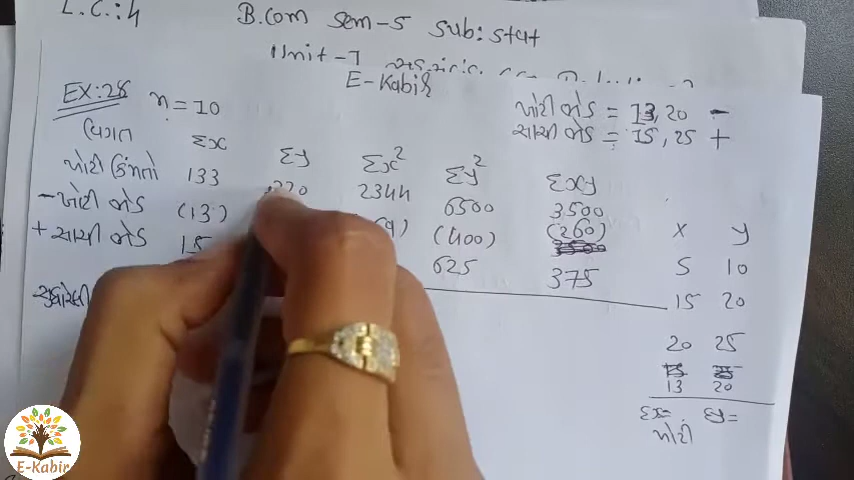 L.C.:4 B.Com Sem-5 Sub: Stat
Unit-1
E-Kabir
EX:28 n=10
ખોટી જોડ = 13, 20 -
સાચી જોડ = 15, 25 +
વિગત Σx Σy Σx² Σy² Σxy
ખોટી કિંમતો 133 220 2344 6500 3500
- ખોટી જોડ (13) (400) (260)
+ સાચી જોડ 15 625 375
x y
5 10
15 20
20 25
13 20
Σx= Σy=
ખોટી
E-Kabir